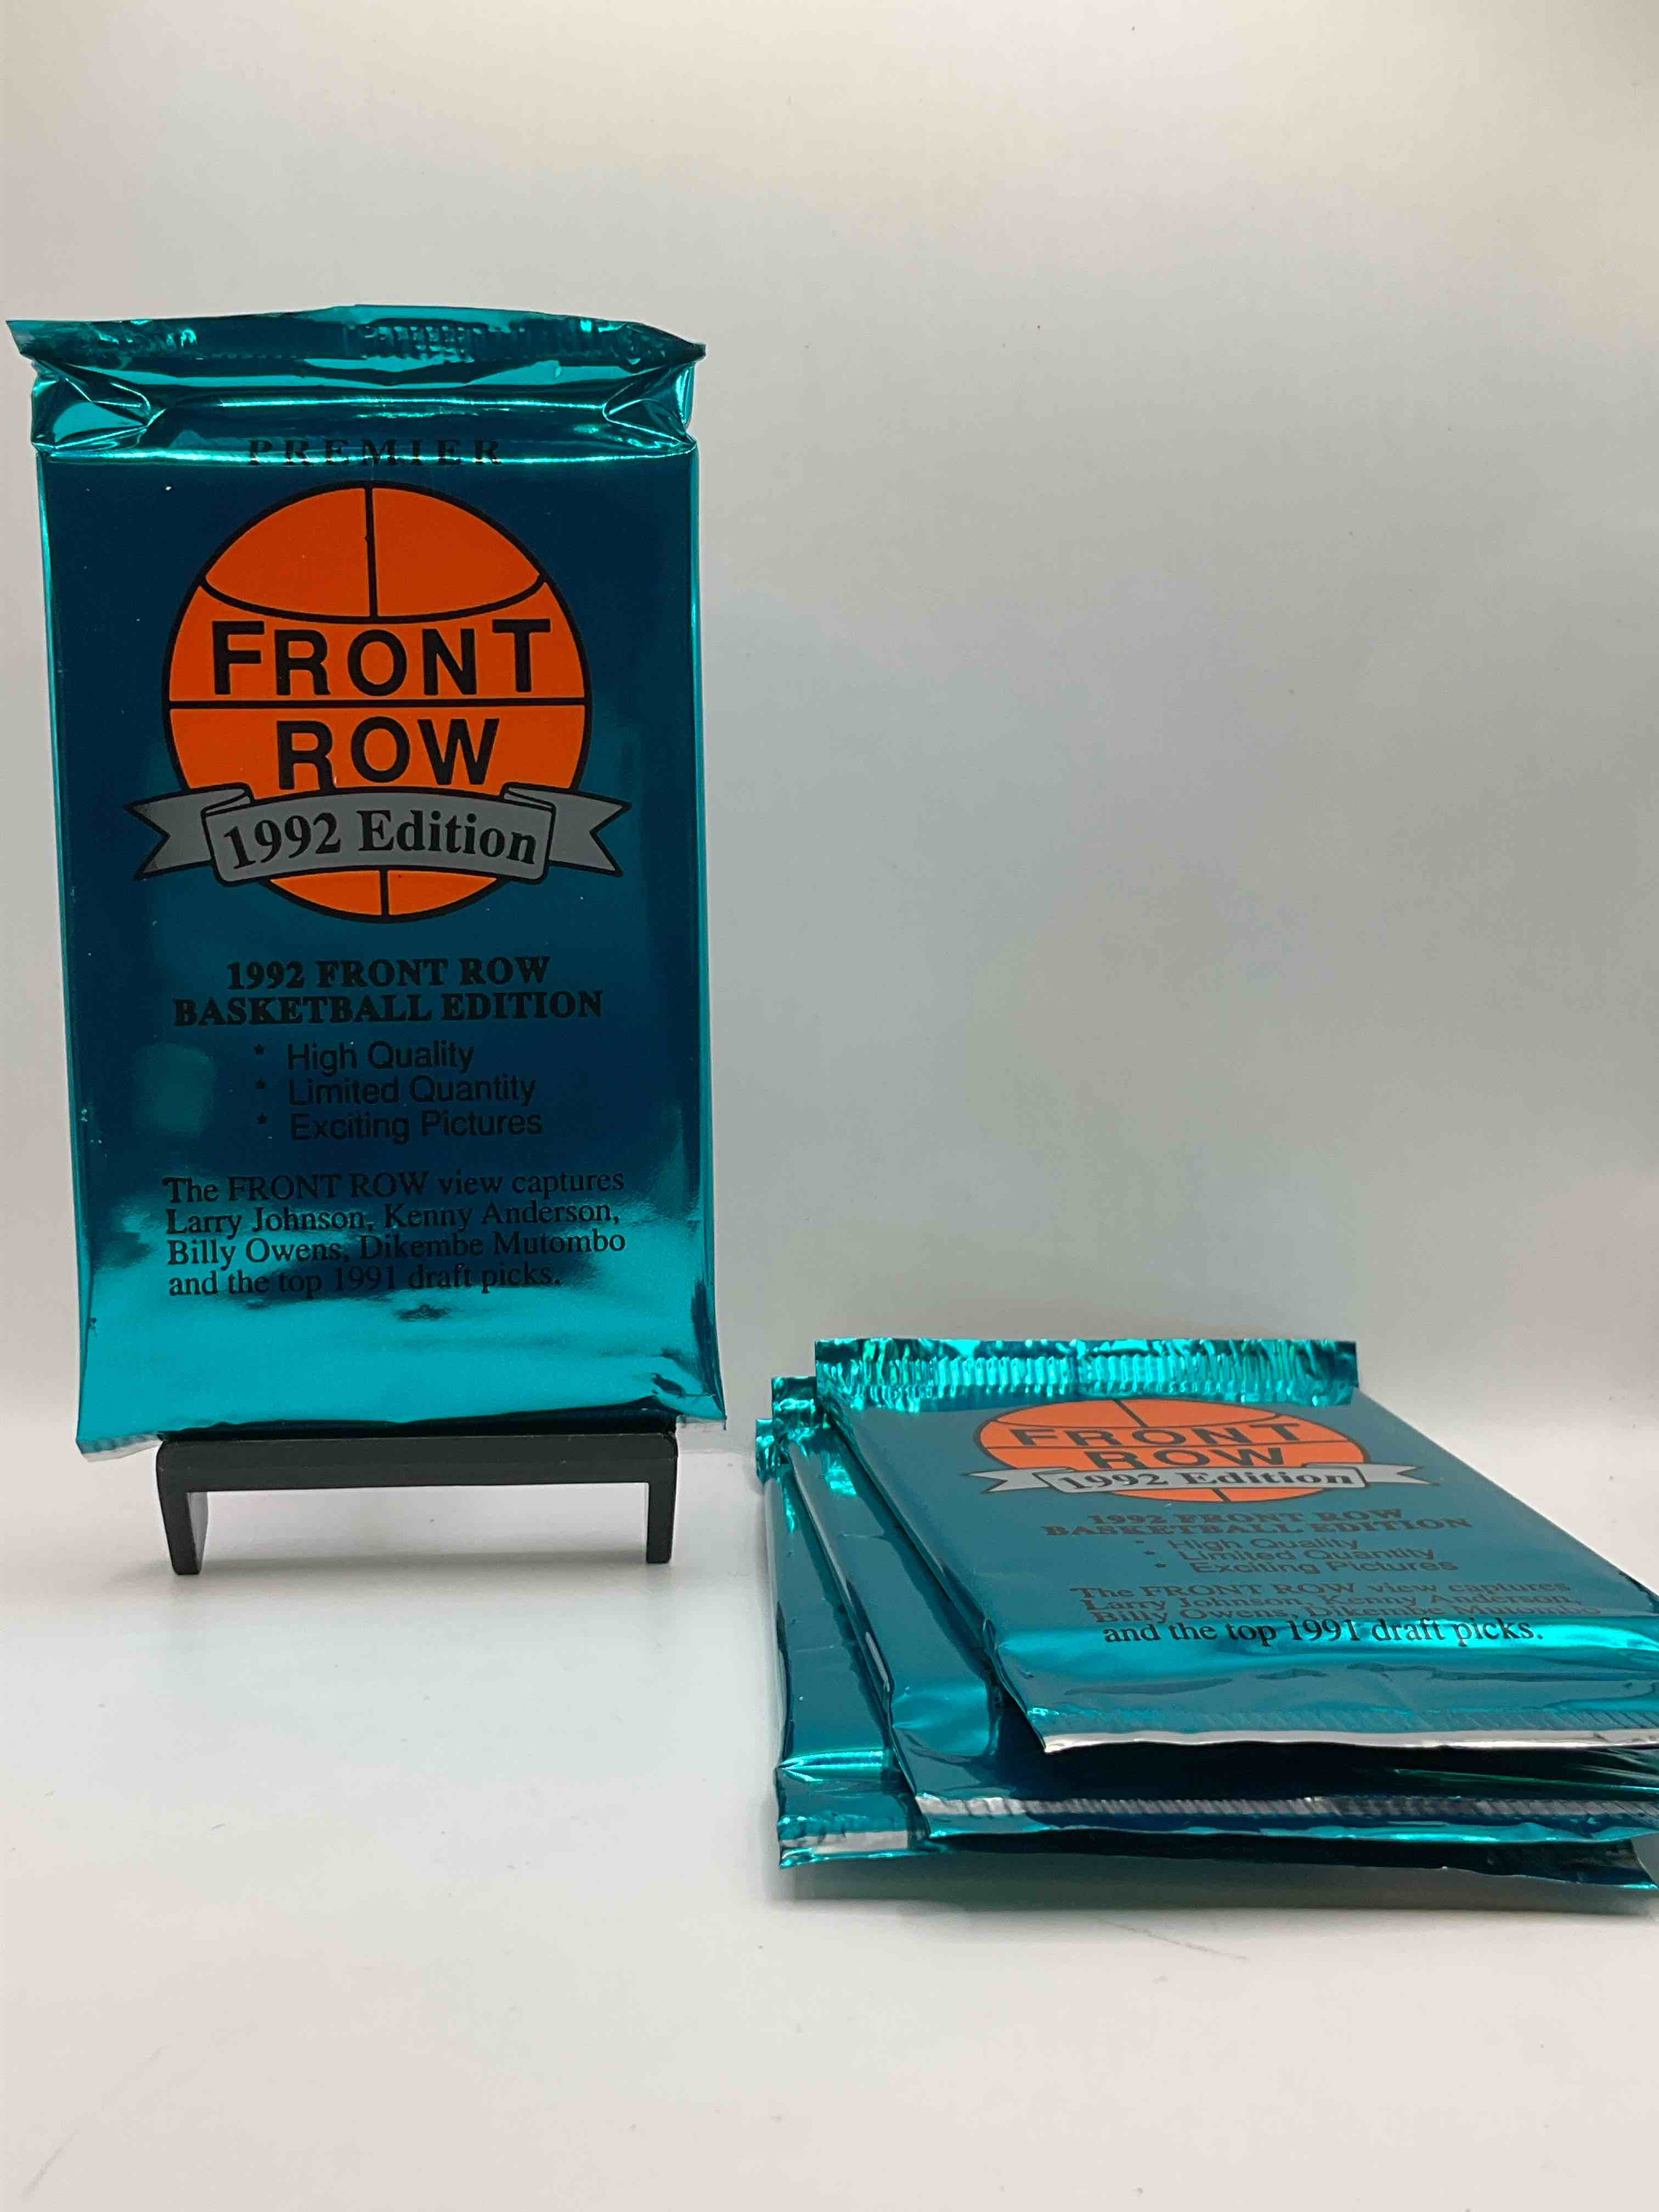 PREMIER
FRONT
ROW
1992 Edition
1992 FRONT ROW
BASKETBALL EDITION
* High Quality
* Limited Quantity
* Exciting Pictures
The FRONT ROW view captures
Larry Johnson, Kenny Anderson,
Billy Owens, Dikembe Mutombo
and the top 1991 draft picks.
FRONT
ROW
1992 Edition
1992 FRONT ROW
BASKETBALL EDITION
* High Quality
* Limited Quantity
* Exciting Pictures
The FRONT ROW view captures
Larry Johnson, Kenny Anderson,
Billy Owens, Dikembe Mutombo
and the top 1991 draft picks.